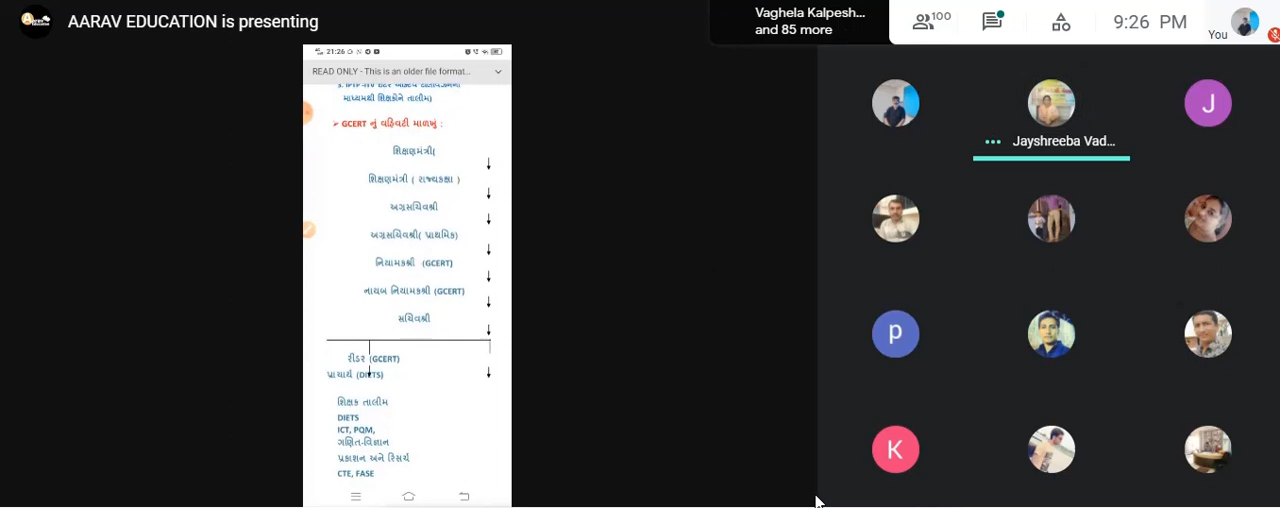 AARAV EDUCATION is presenting
Vaghela Kalpesh...
and 85 more
100
9:26 PM
You
21:26
READ ONLY - This is an older file format...
માધ્યમથી શિક્ષકોને તાલીમ)
➢ GCERT નું વહિવટી માળખું :
શિક્ષણમંત્રી(
શિક્ષણમંત્રી ( રાજ્યકક્ષા )
અગ્રસચિવશ્રી
અગ્રસચિવશ્રી( પ્રાથમિક)
નિયામકશ્રી (GCERT)
નાયબ નિયામકશ્રી (GCERT)
સચિવશ્રી
રીડર (GCERT)
પ્રાચાર્ય (DIETS)
શિક્ષક તાલીમ
DIETS
ICT, PQM,
ગણિત-વિજ્ઞાન
પ્રકાશન અને રિસર્ચ
CTE, FASE
J
Jayshreeba Vad...
p
K